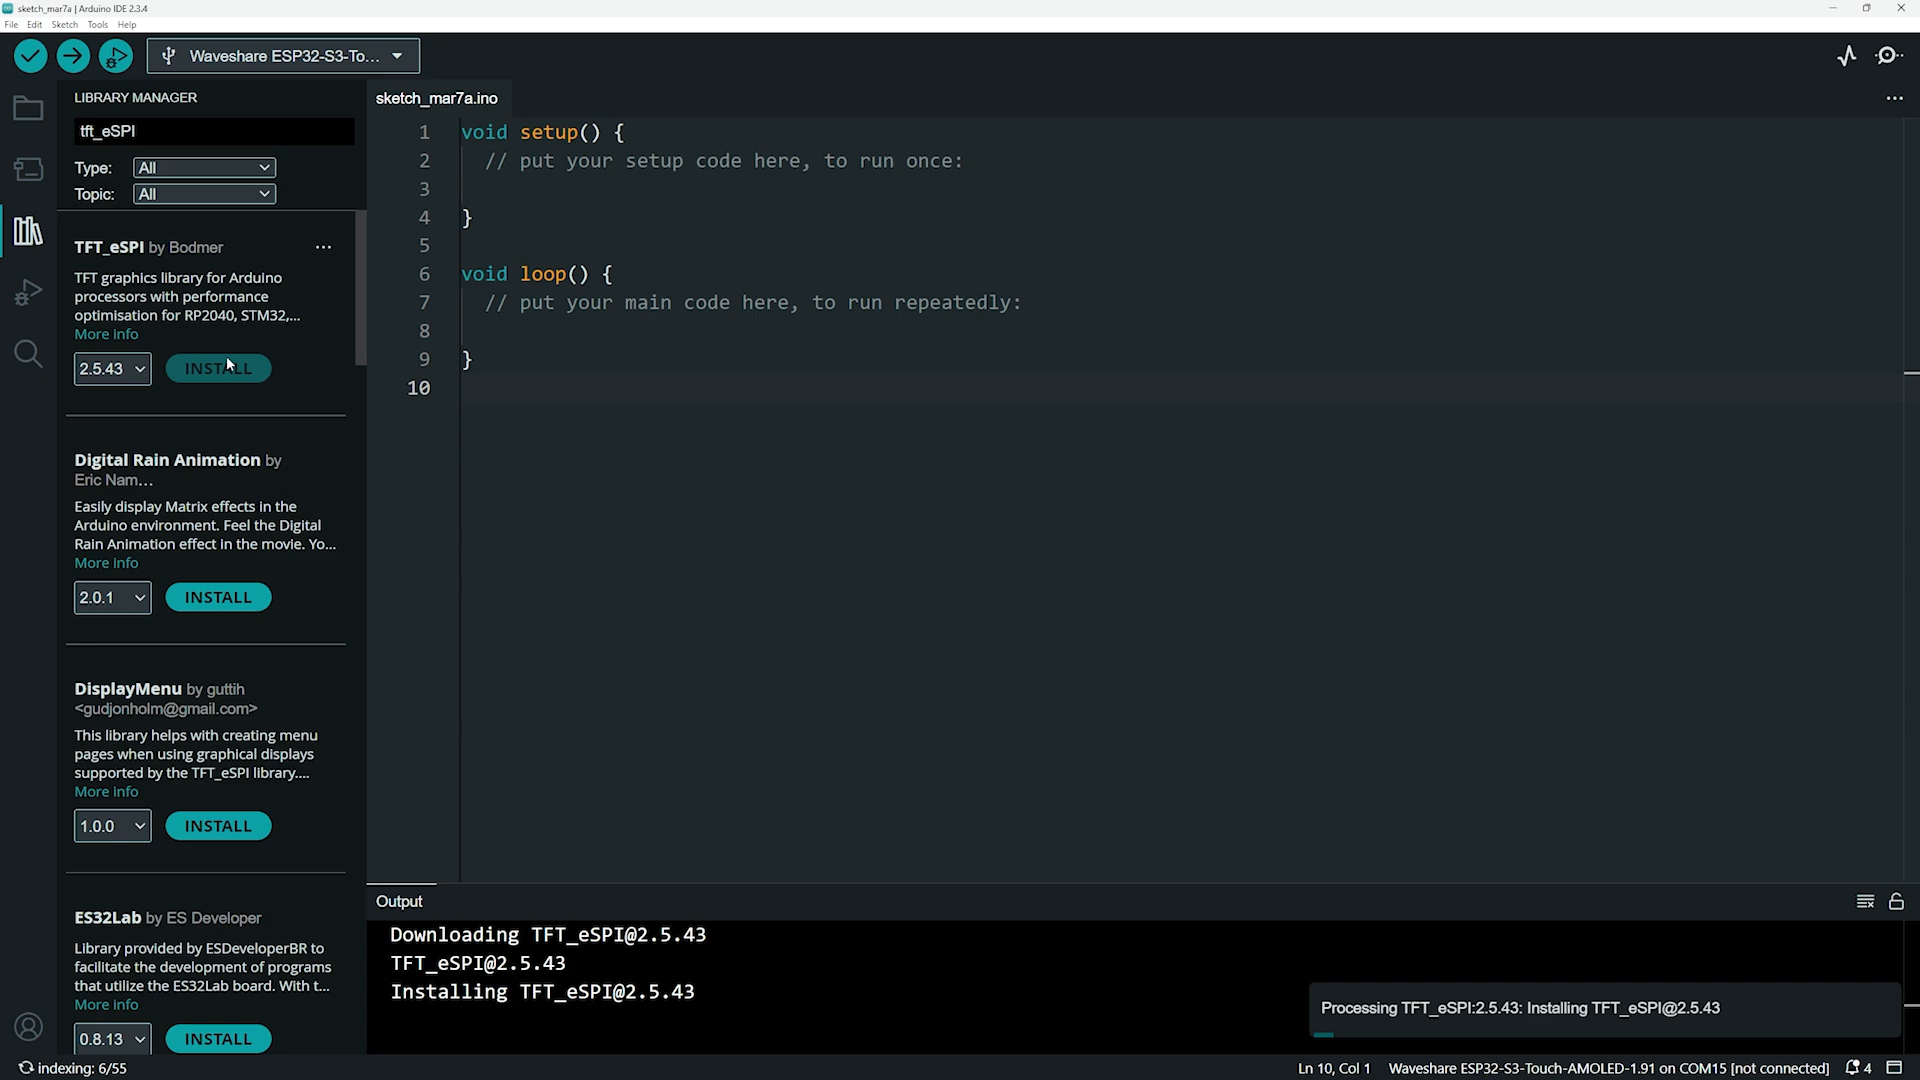 sketch_mar7a | Arduino IDE 2.3.4
File Edit Sketch Tools Help
Waveshare ESP32-S3-To...
LIBRARY MANAGER
tft_eSPI
Type: All
Topic: All
TFT_eSPI by Bodmer
TFT graphics library for Arduino
processors with performance
optimisation for RP2040, STM32,...
More info
2.5.43 INSTALL
Digital Rain Animation by
Eric Nam...
Easily display Matrix effects in the
Arduino environment. Feel the Digital
Rain Animation effect in the movie. Yo...
More info
2.0.1 INSTALL
DisplayMenu by guttih
<gudjonholm@gmail.com>
This library helps with creating menu
pages when using graphical displays
supported by the TFT_eSPI library....
More info
1.0.0 INSTALL
ES32Lab by ES Developer
Library provided by ESDeveloperBR to
facilitate the development of programs
that utilize the ES32Lab board. With t...
More info
0.8.13 INSTALL
sketch_mar7a.ino
1 void setup() {
2 // put your setup code here, to run once:
3
4 }
5
6 void loop() {
7 // put your main code here, to run repeatedly:
8
9 }
10
Output
Downloading TFT_eSPI@2.5.43
TFT_eSPI@2.5.43
Installing TFT_eSPI@2.5.43
Processing TFT_eSPI:2.5.43: Installing TFT_eSPI@2.5.43
indexing: 6/55
Ln 10, Col 1 Waveshare ESP32-S3-Touch-AMOLED-1.91 on COM15 [not connected] 4